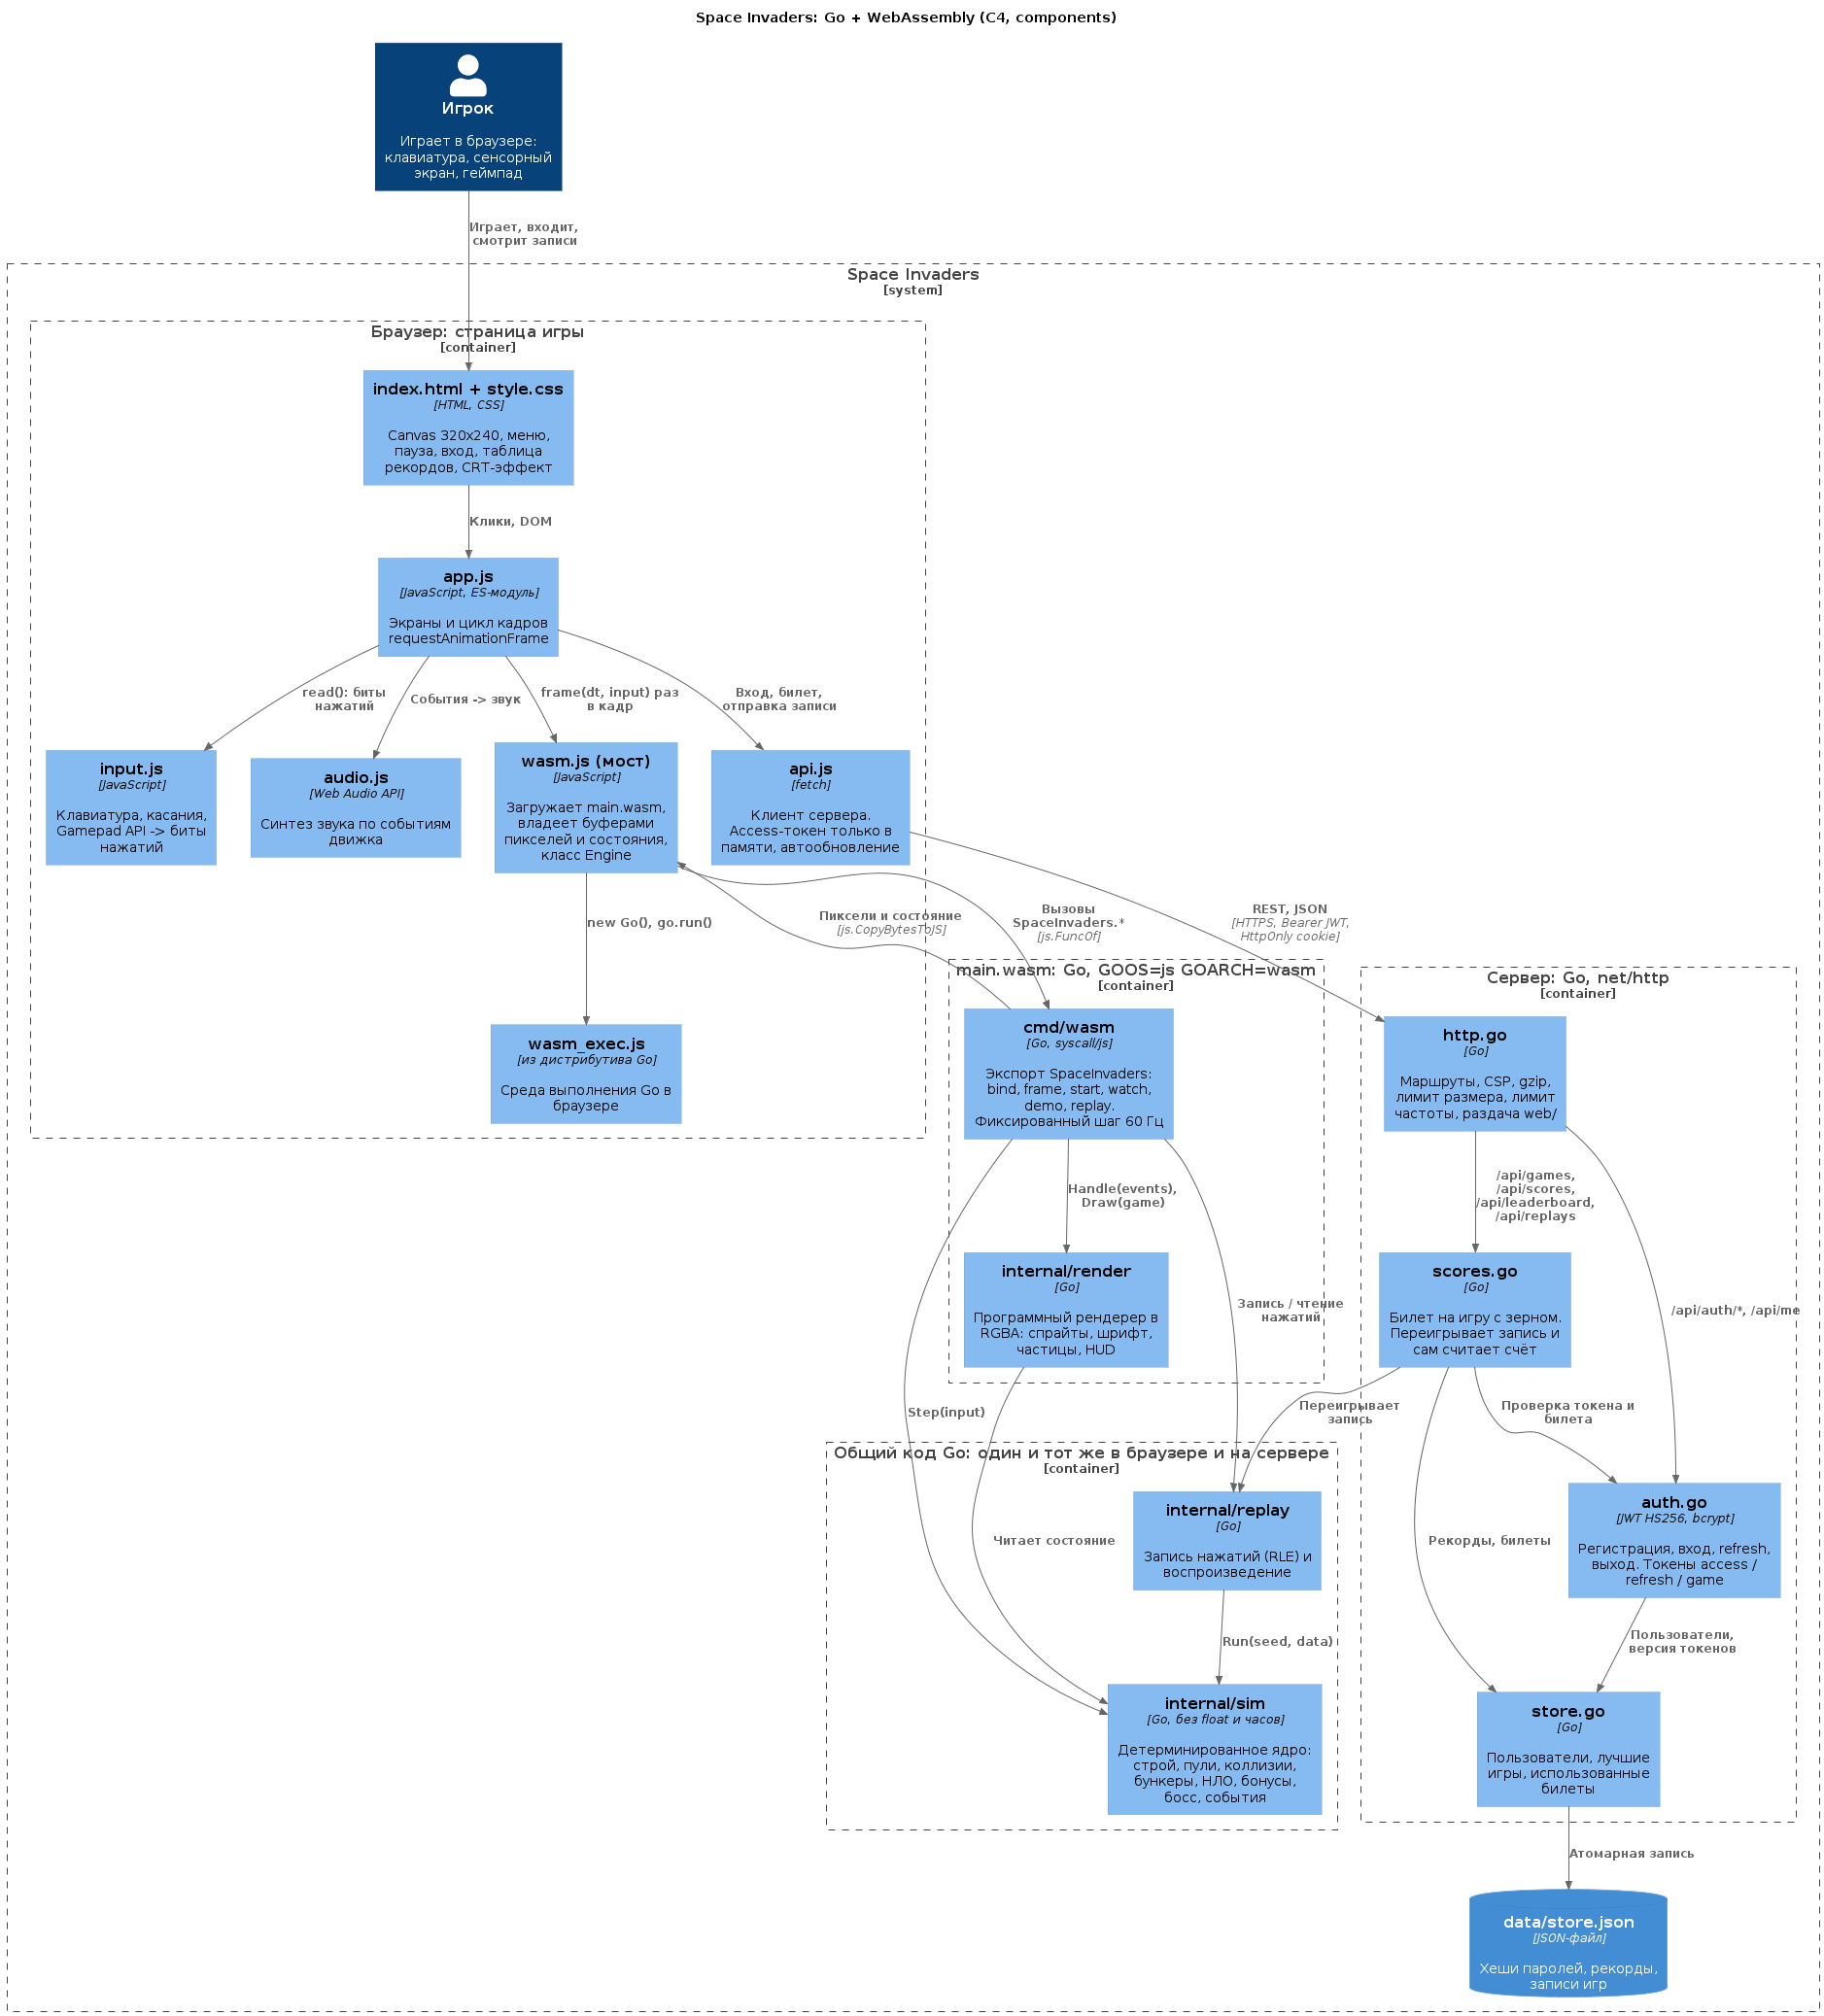 Space Invaders: Go + WebAssembly (C4, components)
Игрок
Играет в браузере:
клавиатура, сенсорный
экран, геймпад
Играет, входит,
смотрит записи
Space Invaders
[system]
Браузер: страница игры
[container]
index.html + style.css
[HTML, CSS]
Canvas 320x240, меню,
пауза, вход, таблица
рекордов, CRT-эффект
Клики, DOM
app.js
[JavaScript, ES-модуль]
Экраны и цикл кадров
requestAnimationFrame
read(): биты
нажатий
События -> звук
frame(dt, input) раз
в кадр
Вход, билет,
отправка записи
input.js
[JavaScript]
Клавиатура, касания,
Gamepad API -> биты
нажатий
audio.js
[Web Audio API]
Синтез звука по событиям
движка
wasm.js (мост)
[JavaScript]
Загружает main.wasm,
владеет буферами
пикселей и состояния,
класс Engine
api.js
[fetch]
Клиент сервера.
Access-токен только в
памяти, автообновление
new Go(), go.run()
Пиксели и состояние
[js.CopyBytesToJS]
Вызовы
SpaceInvaders.*
[js.FuncOf]
REST, JSON
[HTTPS, Bearer JWT,
HttpOnly cookie]
wasm_exec.js
[из дистрибутива Go]
Среда выполнения Go в
браузере
main.wasm: Go, GOOS=js GOARCH=wasm
[container]
cmd/wasm
[Go, syscall/js]
Экспорт SpaceInvaders:
bind, frame, start, watch,
demo, replay.
Фиксированный шаг 60 Гц
Сервер: Go, net/http
[container]
http.go
[Go]
Маршруты, CSP, gzip,
лимит размера, лимит
частоты, раздача web/
Handle(events),
Draw(game)
/api/games,
/api/scores,
/api/leaderboard,
/api/replays
internal/render
[Go]
Программный рендерер в
RGBA: спрайты, шрифт,
частицы, HUD
Запись / чтение
нажатий
scores.go
[Go]
Билет на игру с зерном.
Переигрывает запись и
сам считает счёт
/api/auth/*, /api/me
Step(input)
Переигрывает
запись
Проверка токена и
билета
Общий код Go: один и тот же в браузере и на сервере
[container]
Читает состояние
internal/replay
[Go]
Запись нажатий (RLE) и
воспроизведение
Рекорды, билеты
auth.go
[JWT HS256, bcrypt]
Регистрация, вход, refresh,
выход. Токены access /
refresh / game
Run(seed, data)
Пользователи,
версия токенов
internal/sim
[Go, без float и часов]
Детерминированное ядро:
строй, пули, коллизии,
бункеры, НЛО, бонусы,
босс, события
store.go
[Go]
Пользователи, лучшие
игры, использованные
билеты
Атомарная запись
data/store.json
[JSON-файл]
Хеши паролей, рекорды,
записи игр